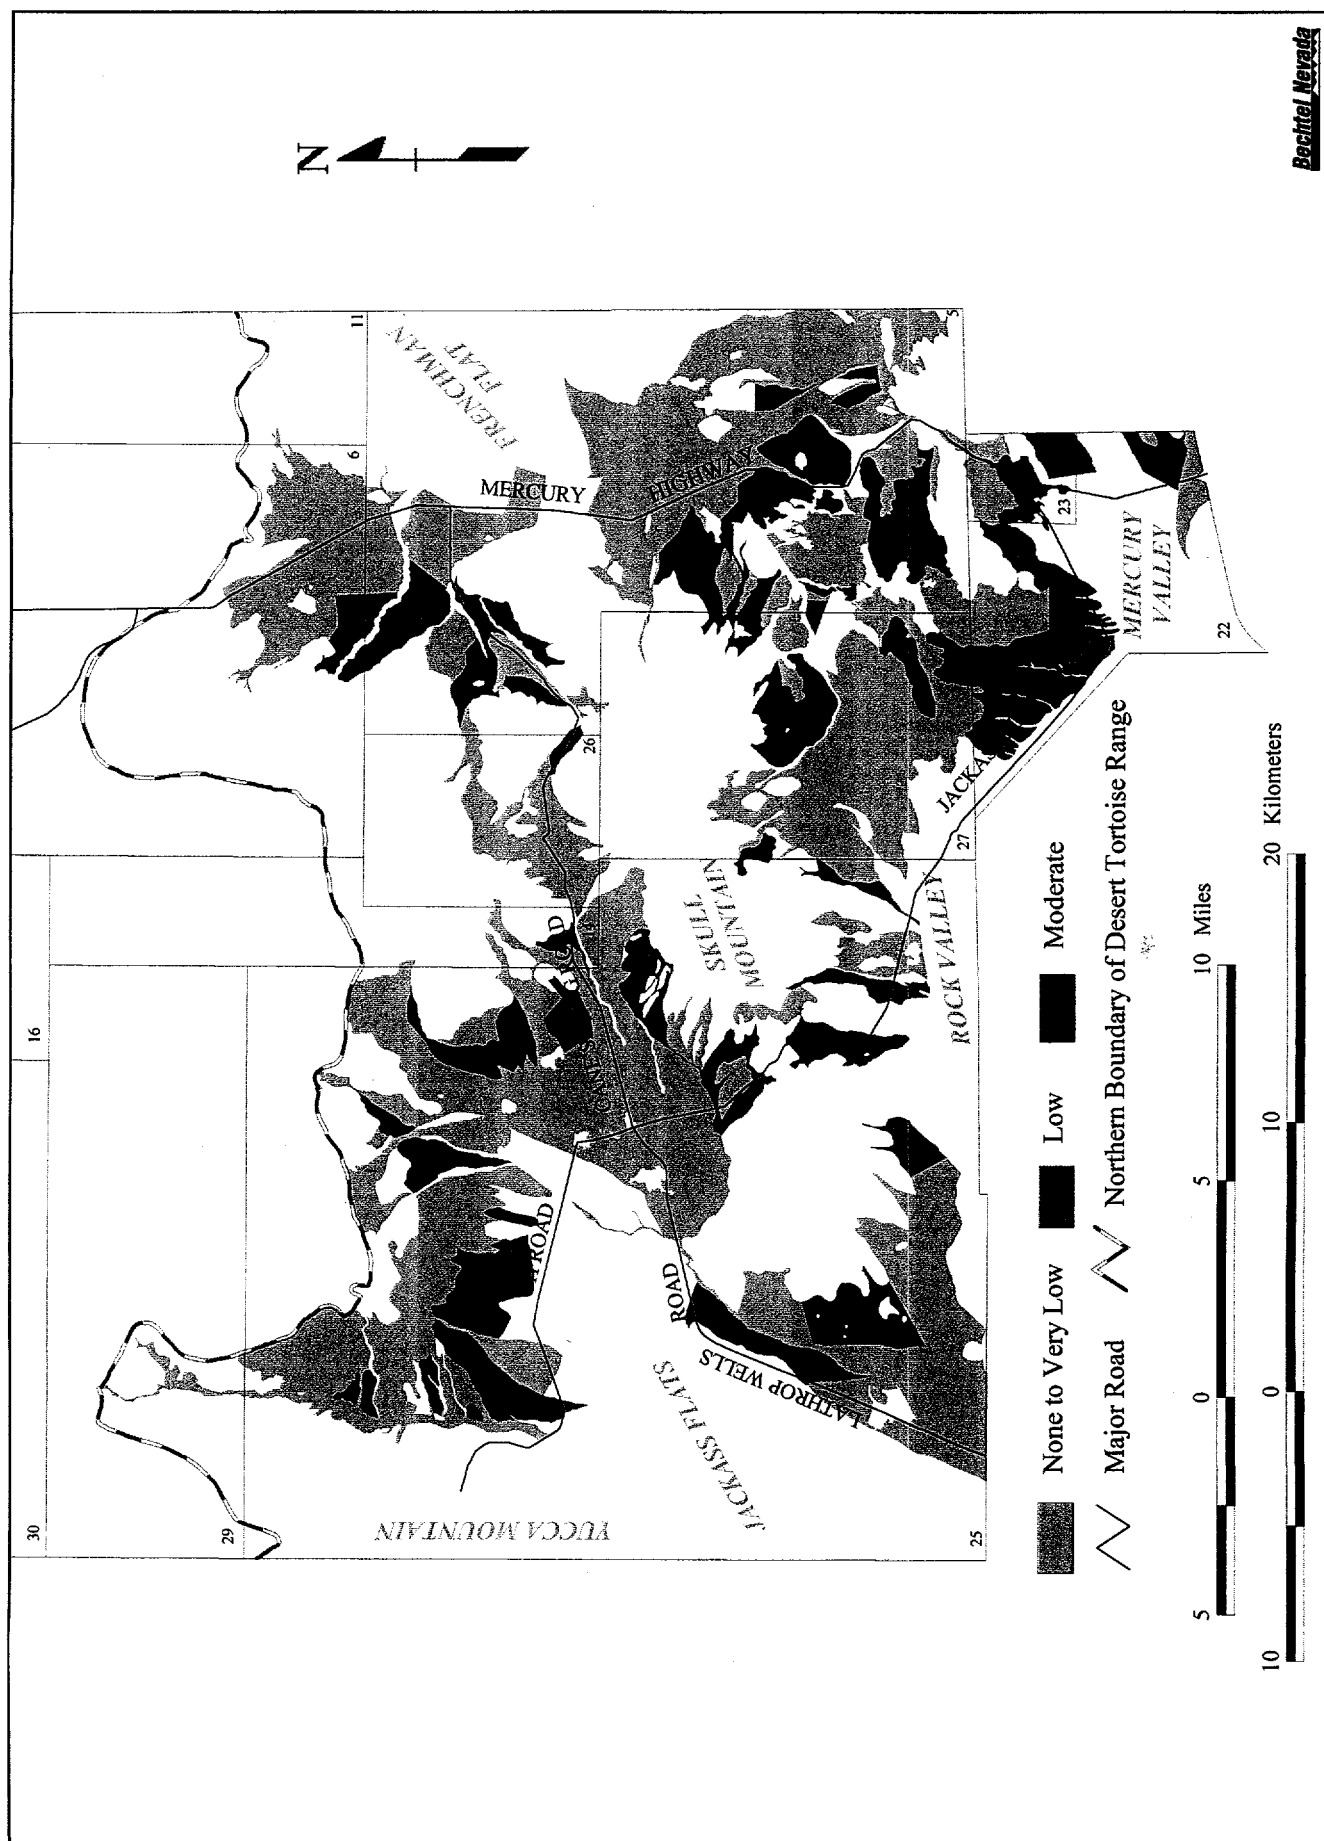 Bechtel Nevada
N
30
16
29
11
6
FRENCHMAN
FLAT
MERCURY
HIGHWAY
26
5
23
MERCURY
VALLEY
22
27
SKULL
MOUNTAIN
ROCK VALLEY
ROAD
ROAD
LATHROP WELLS
JACKASS FLATS
YUCCA MOUNTAIN
25
None to Very Low
Low
Moderate
Major Road
Northern Boundary of Desert Tortoise Range
5 0 5 10 Miles
10 0 10 20 Kilometers